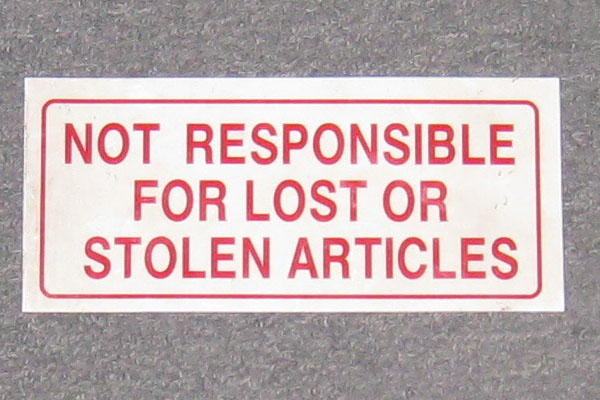 NOT RESPONSIBLE
FOR LOST OR
STOLEN ARTICLES